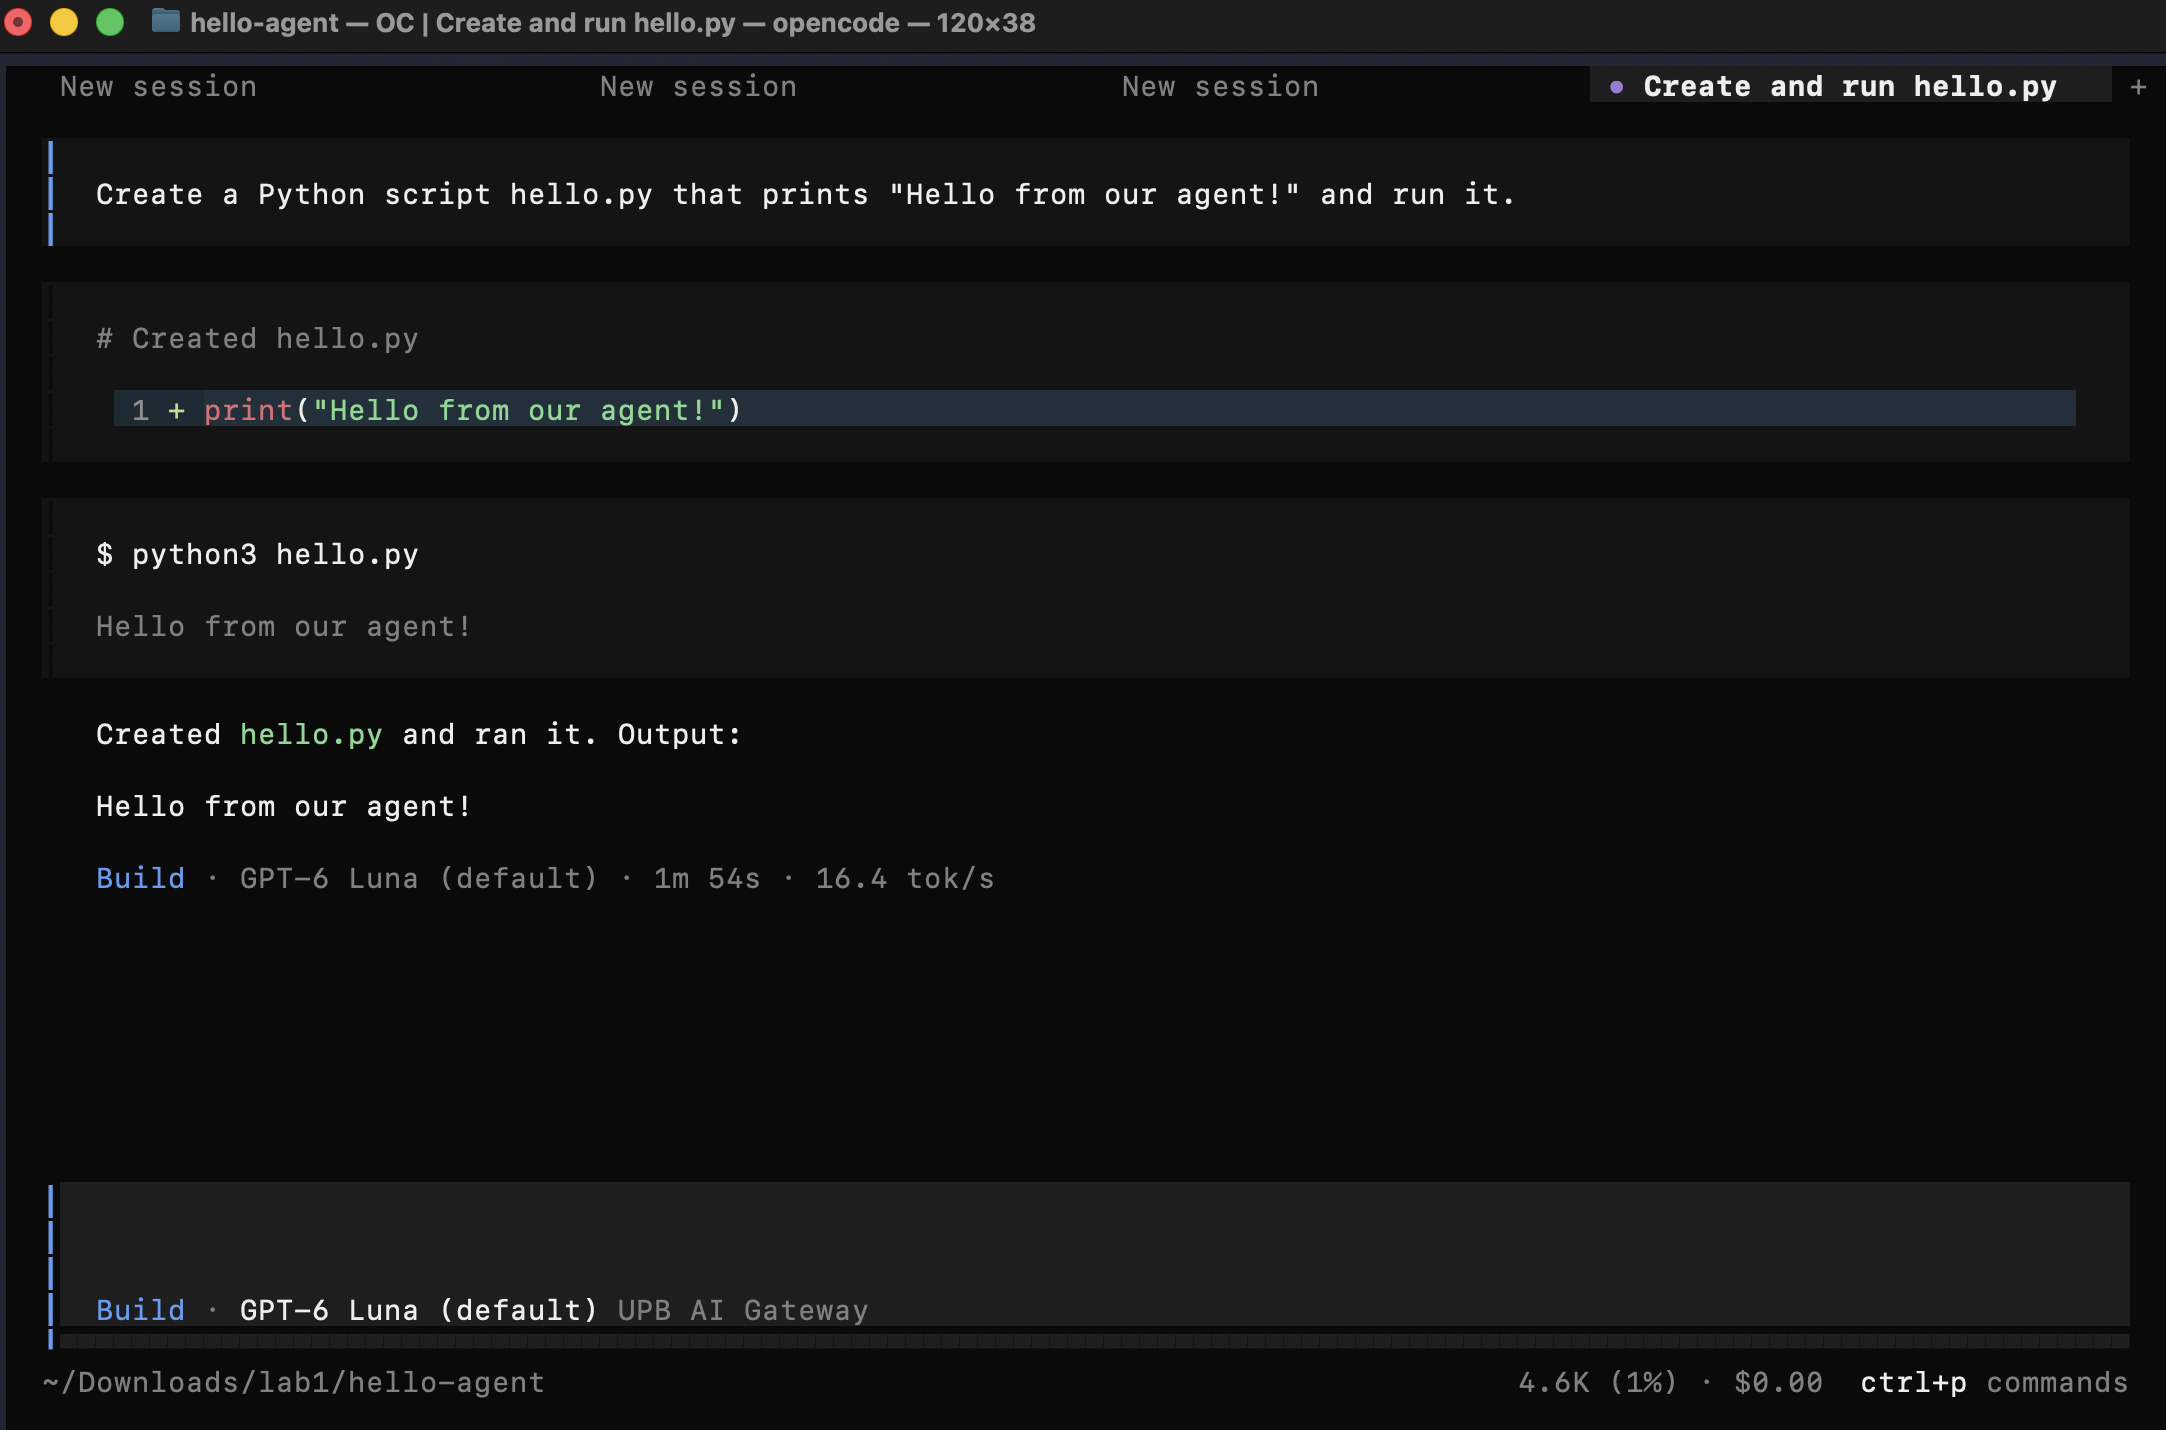 hello-agent — OC | Create and run hello.py — opencode — 120×38
New session New session New session • Create and run hello.py +
Create a Python script hello.py that prints "Hello from our agent!" and run it.
# Created hello.py
1 + print("Hello from our agent!")
$ python3 hello.py
Hello from our agent!
Created hello.py and ran it. Output:
Hello from our agent!
Build · GPT-6 Luna (default) · 1m 54s · 16.4 tok/s
Build · GPT-6 Luna (default) UPB AI Gateway
~/Downloads/lab1/hello-agent 4.6K (1%) · $0.00 ctrl+p commands